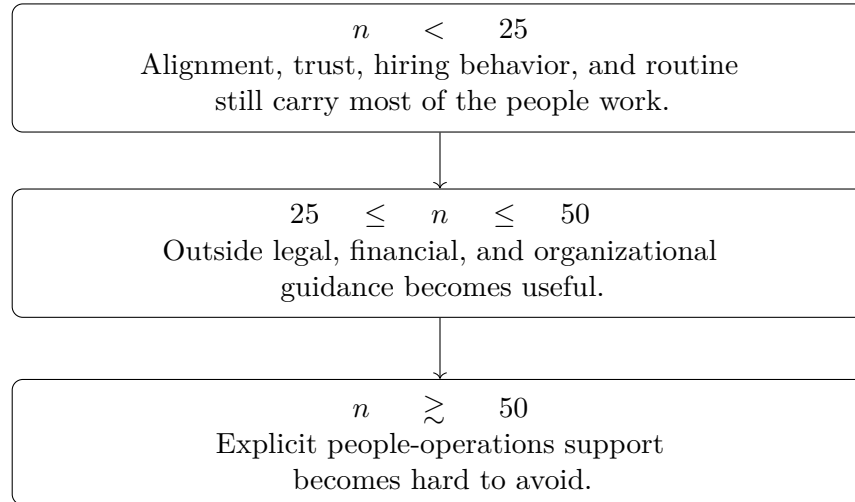 n < 25
Alignment, trust, hiring behavior, and routine
still carry most of the people work.
25 ≤ n ≤ 50
Outside legal, financial, and organizational
guidance becomes useful.
n ≳ 50
Explicit people-operations support
becomes hard to avoid.